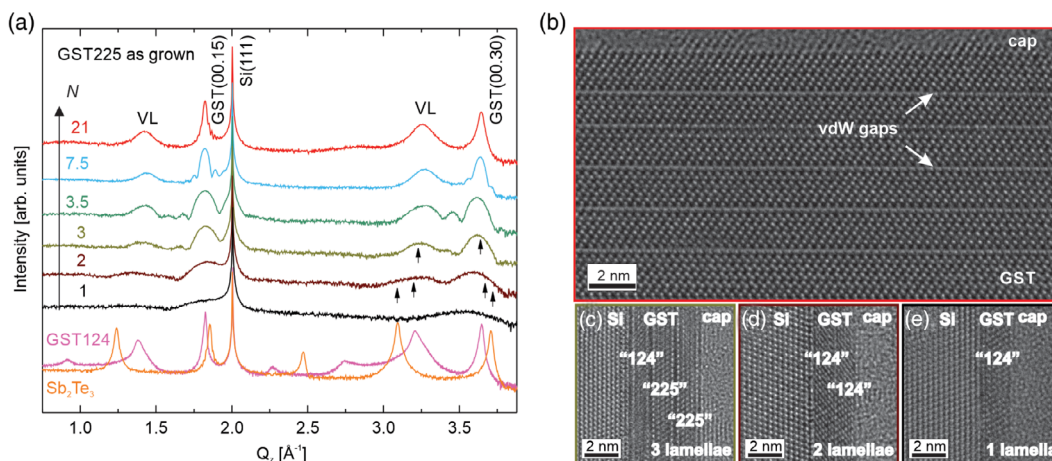 (a)
GST225 as grown
N
21
7.5
3.5
3
2
1
GST124
Sb₂Te₃
VL
GST(00.15)
Si(111)
VL
GST(00.30)
Intensity [arb. units]
1.0 1.5 2.0 2.5 3.0 3.5
(b)
cap
vdW gaps
GST
2 nm
(c) Si GST cap
"124"
"225"
"225"
2 nm 3 lamellae
(d) Si GST cap
"124"
"124"
2 nm 2 lamellae
(e) Si GST cap
"124"
2 nm